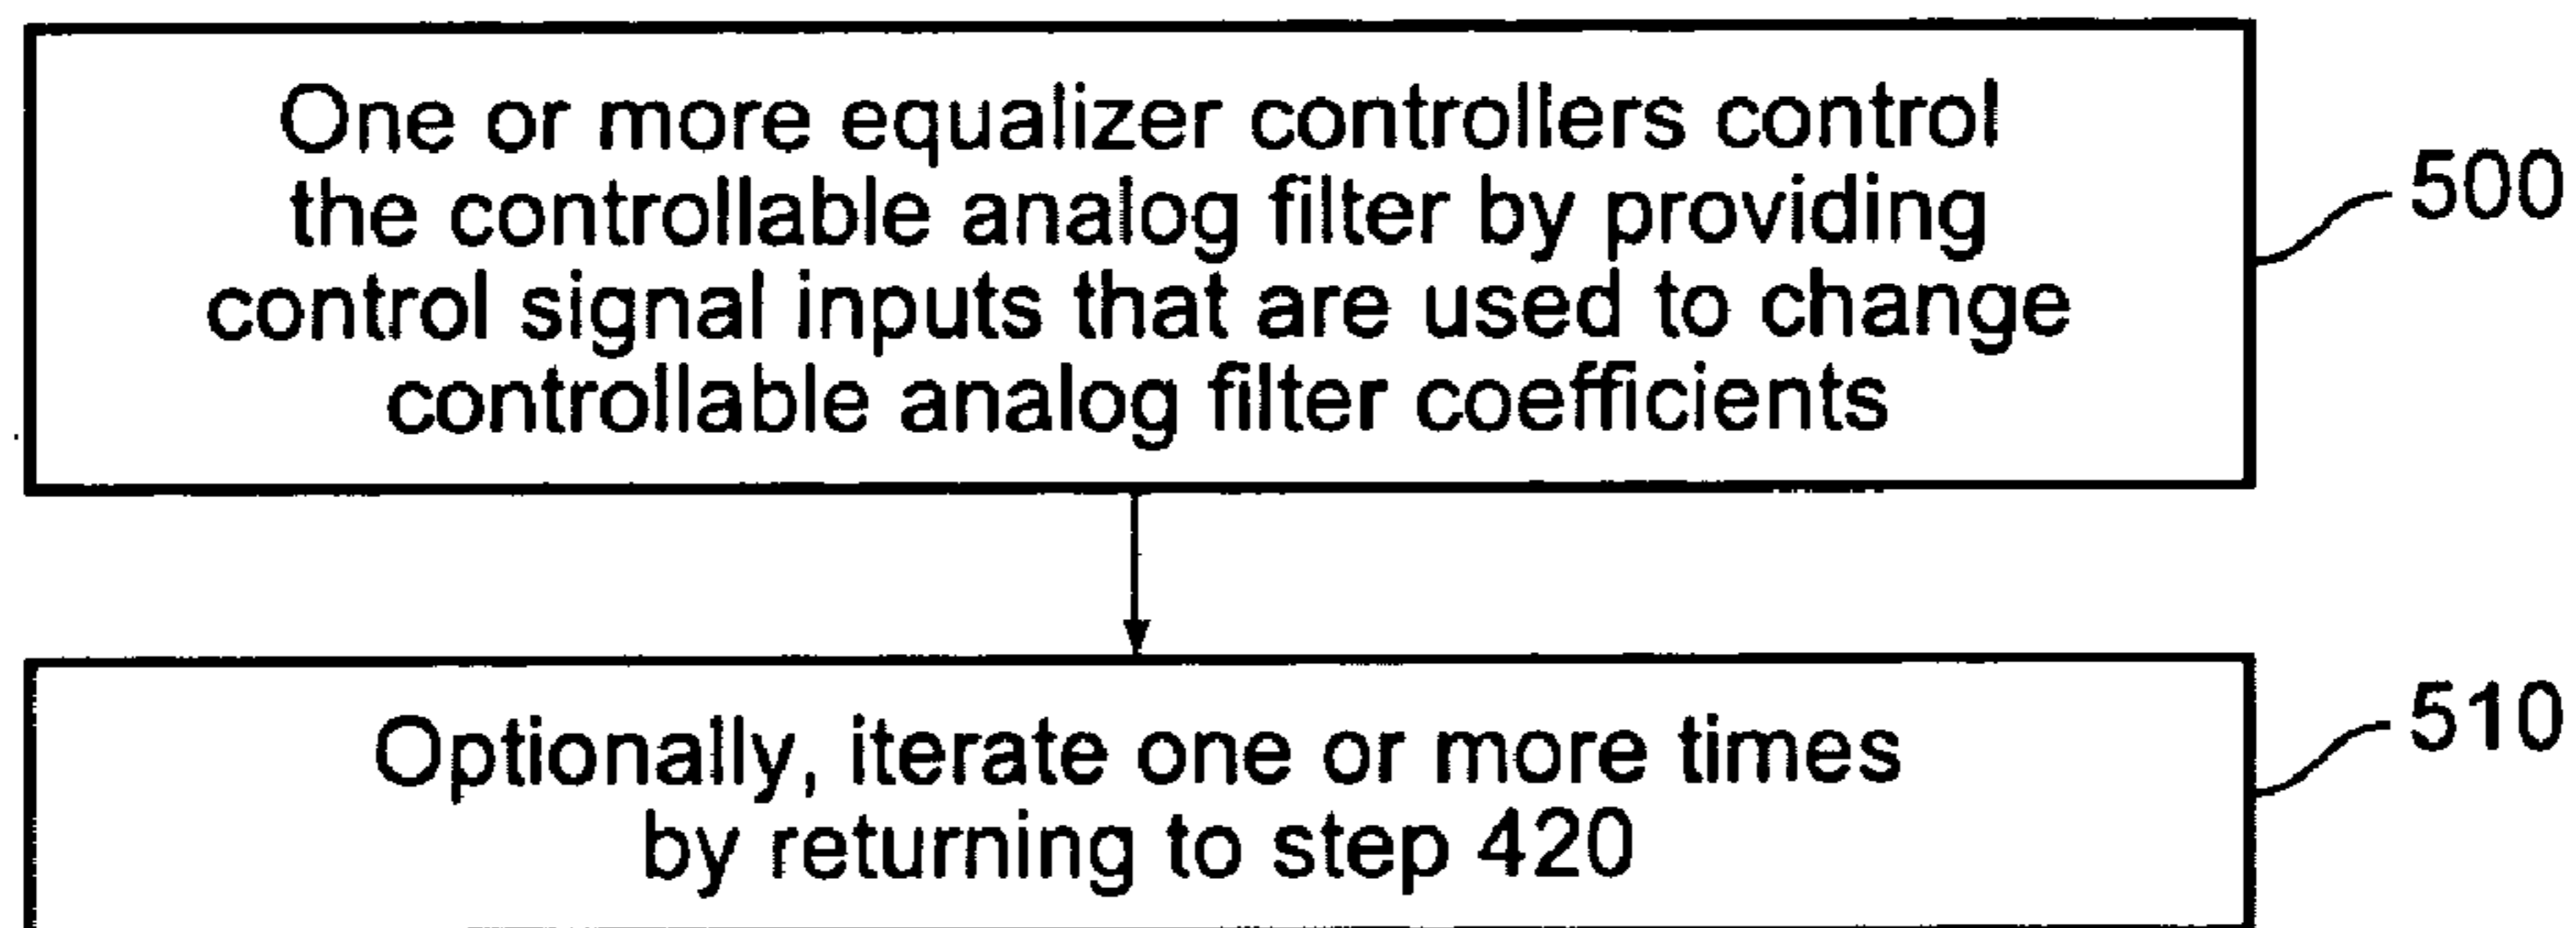 One or more equalizer controllers control
the controllable analog filter by providing
control signal inputs that are used to change
controllable analog filter coefficients
500
Optionally, iterate one or more times
by returning to step 420
510